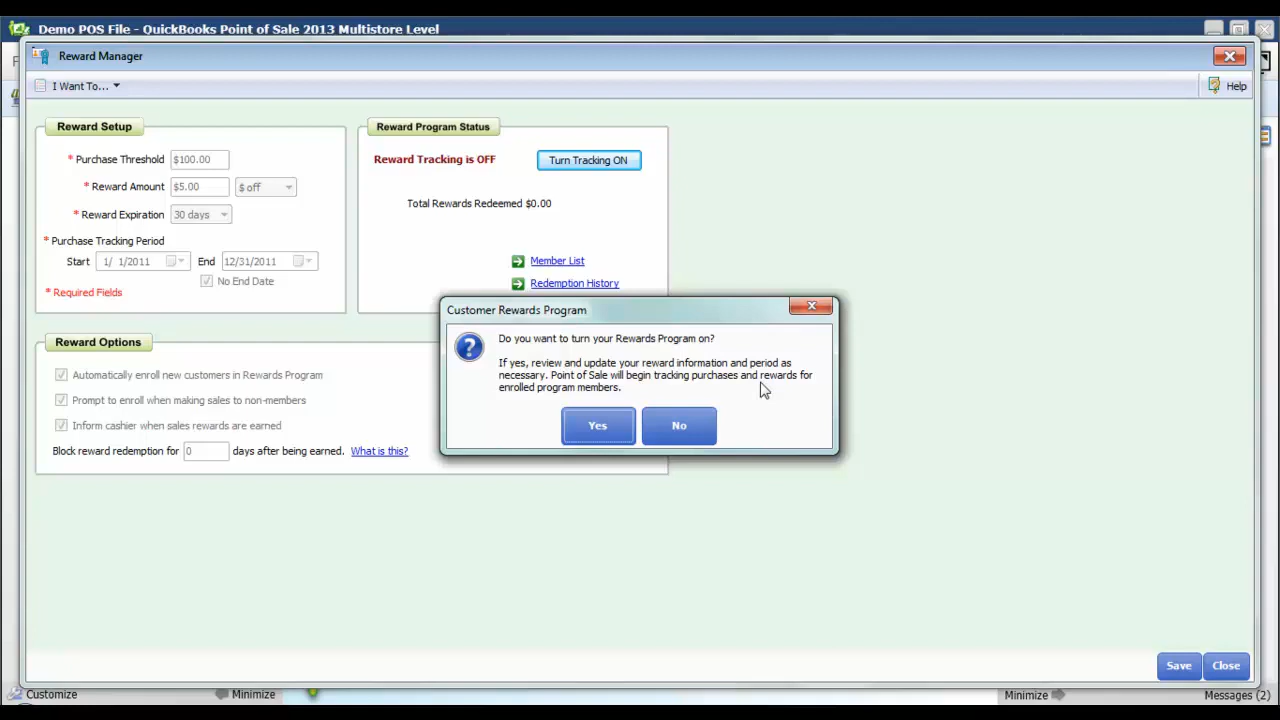 Demo POS File - QuickBooks Point of Sale 2013 Multistore Level
Reward Manager
I Want To...
Help
Reward Setup
* Purchase Threshold $100.00
* Reward Amount $5.00 $ off
* Reward Expiration 30 days
* Purchase Tracking Period
Start 1/ 1/2011 End 12/31/2011
No End Date
* Required Fields
Reward Program Status
Reward Tracking is OFF Turn Tracking ON
Total Rewards Redeemed $0.00
Member List
Redemption History
Customer Rewards Program
Do you want to turn your Rewards Program on?
If yes, review and update your reward information and period as
necessary. Point of Sale will begin tracking purchases and rewards for
enrolled program members.
Yes No
Reward Options
Automatically enroll new customers in Rewards Program
Prompt to enroll when making sales to non-members
Inform cashier when sales rewards are earned
Block reward redemption for 0 days after being earned. What is this?
Save Close
Customize Minimize Minimize Messages (2)